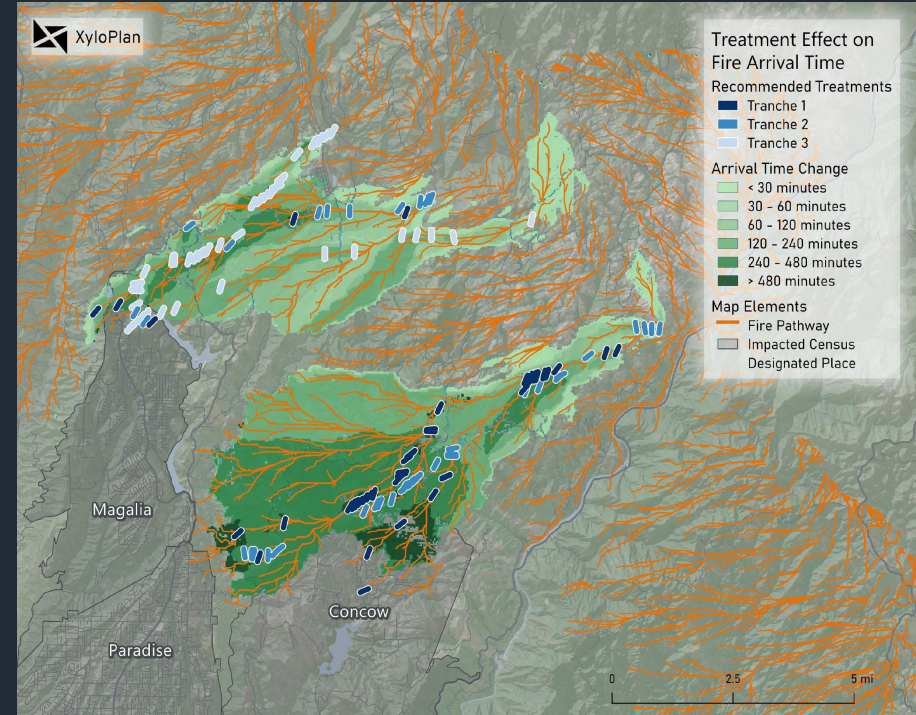 XyloPlan
Treatment Effect on
Fire Arrival Time
Recommended Treatments
Tranche 1
Tranche 2
Tranche 3
Arrival Time Change
< 30 minutes
30 - 60 minutes
60 - 120 minutes
120 - 240 minutes
240 - 480 minutes
> 480 minutes
Map Elements
Fire Pathway
Impacted Census
Designated Place
Magalia
Concow
Paradise
0 2.5 5 mi